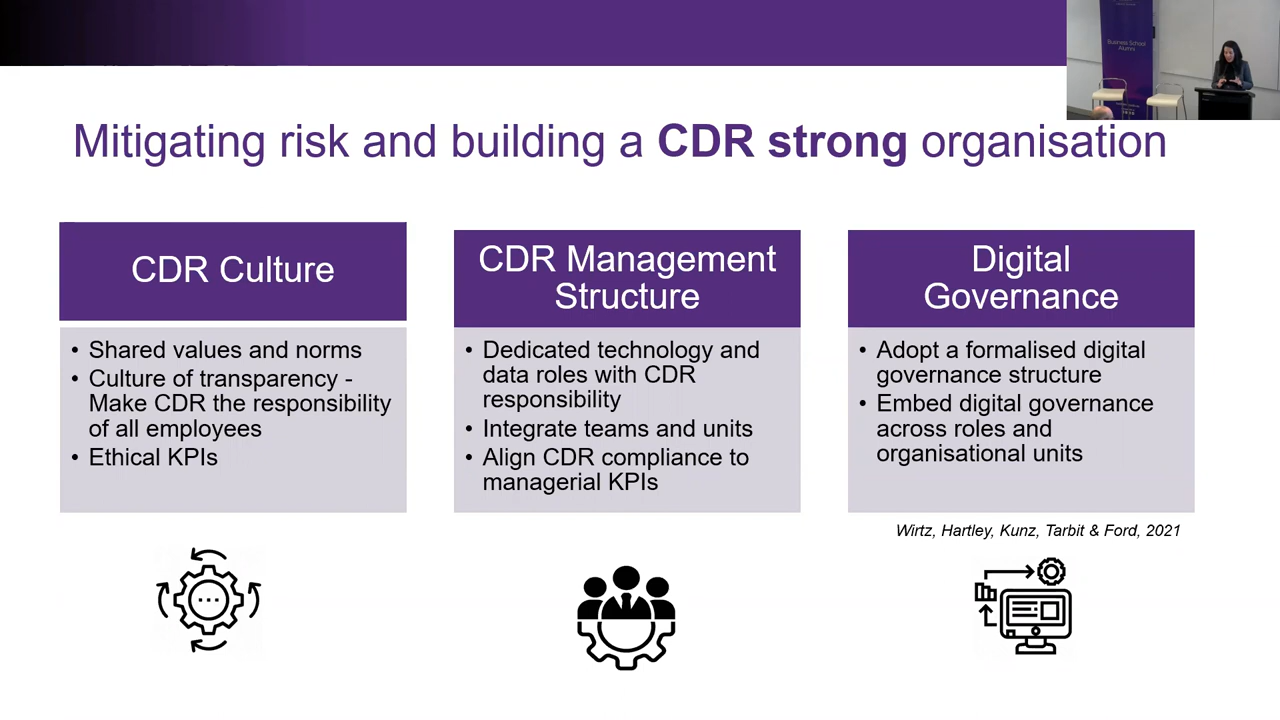 Business School
Alumni
Mitigating risk and building a CDR strong organisation
CDR Culture
• Shared values and norms
• Culture of transparency -
Make CDR the responsibility
of all employees
• Ethical KPIs
CDR Management
Structure
• Dedicated technology and
data roles with CDR
responsibility
• Integrate teams and units
• Align CDR compliance to
managerial KPIs
Digital
Governance
• Adopt a formalised digital
governance structure
• Embed digital governance
across roles and
organisational units
Wirtz, Hartley, Kunz, Tarbit & Ford, 2021